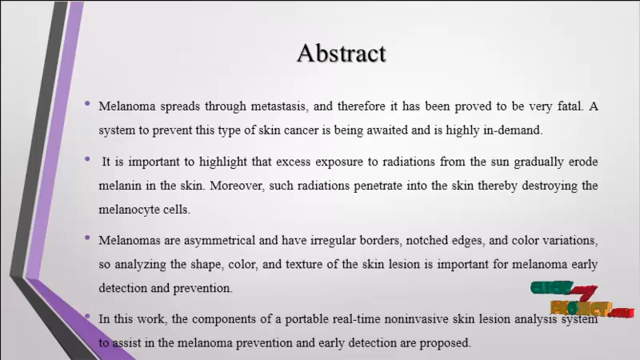 Abstract
Melanoma spreads through metastasis, and therefore it has been proved to be very fatal. A
system to prevent this type of skin cancer is being awaited and is highly in-demand.
It is important to highlight that excess exposure to radiations from the sun gradually erode
melanin in the skin. Moreover, such radiations penetrate into the skin thereby destroying the
melanocyte cells.
Melanomas are asymmetrical and have irregular borders, notched edges, and color variations,
so analyzing the shape, color, and texture of the skin lesion is important for melanoma early
detection and prevention.
In this work, the components of a portable real-time noninvasive skin lesion analysis system
to assist in the melanoma prevention and early detection are proposed.